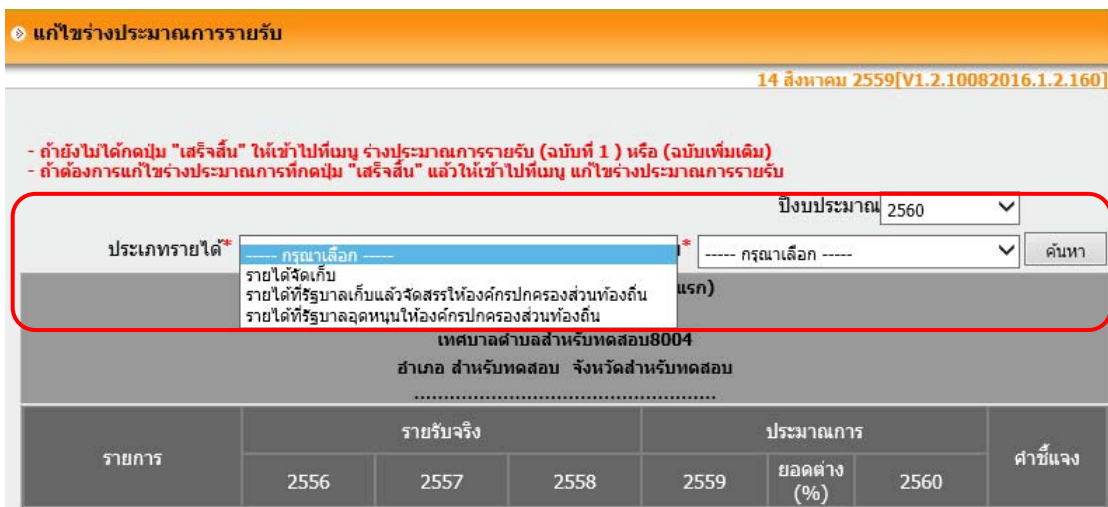 แก้ไขร่างประมาณการรายรับ
14 สิงหาคม 2559[V1.2.10082016.1.2.160]
- ถ้ายังไม่ได้กดปุ่ม "เสร็จสิ้น" ให้เข้าไปที่เมนู ร่างประมาณการรายรับ (ฉบับที่ 1 ) หรือ (ฉบับเพิ่มเติม)
- ถ้าต้องการแก้ไขร่างประมาณการที่กดปุ่ม "เสร็จสิ้น" แล้วให้เข้าไปที่เมนู แก้ไขร่างประมาณการรายรับ
ปีงบประมาณ 2560
ประเภทรายได้* ----- กรุณาเลือก ----- * ----- กรุณาเลือก ----- ค้นหา
รายได้จัดเก็บ
รายได้ที่รัฐบาลเก็บแล้วจัดสรรให้องค์กรปกครองส่วนท้องถิ่น แรก)
รายได้ที่รัฐบาลอุดหนุนให้องค์กรปกครองส่วนท้องถิ่น
เทศบาลตำบลสำหรับทดสอบ8004
อำเภอ สำหรับทดสอบ จังหวัดสำหรับทดสอบ
..................................................
รายรับจริง ประมาณการ
รายการ คำชี้แจง
2556 2557 2558 2559 ยอดต่าง (%) 2560